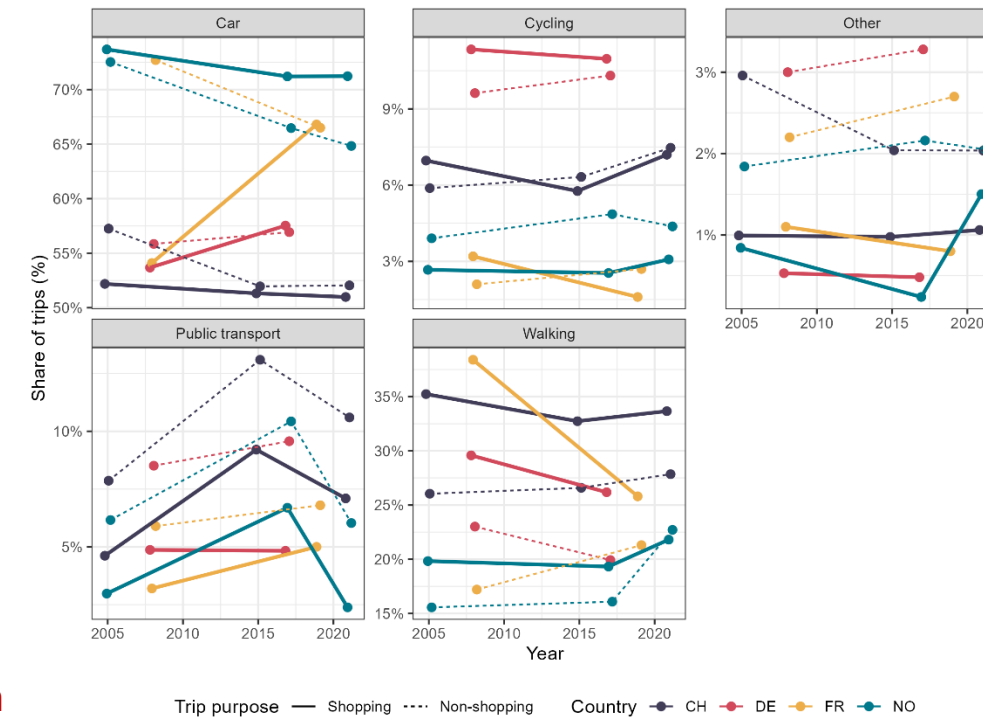 Car
Cycling
Other
70%
65%
60%
55%
50%
9%
6%
3%
3%
2%
1%
2005 2010 2015 2020
Share of trips (%)
Public transport
Walking
10%
5%
35%
30%
25%
20%
15%
2005 2010 2015 2020
2005 2010 2015 2020
Year
Trip purpose Shopping Non-shopping Country CH DE FR NO